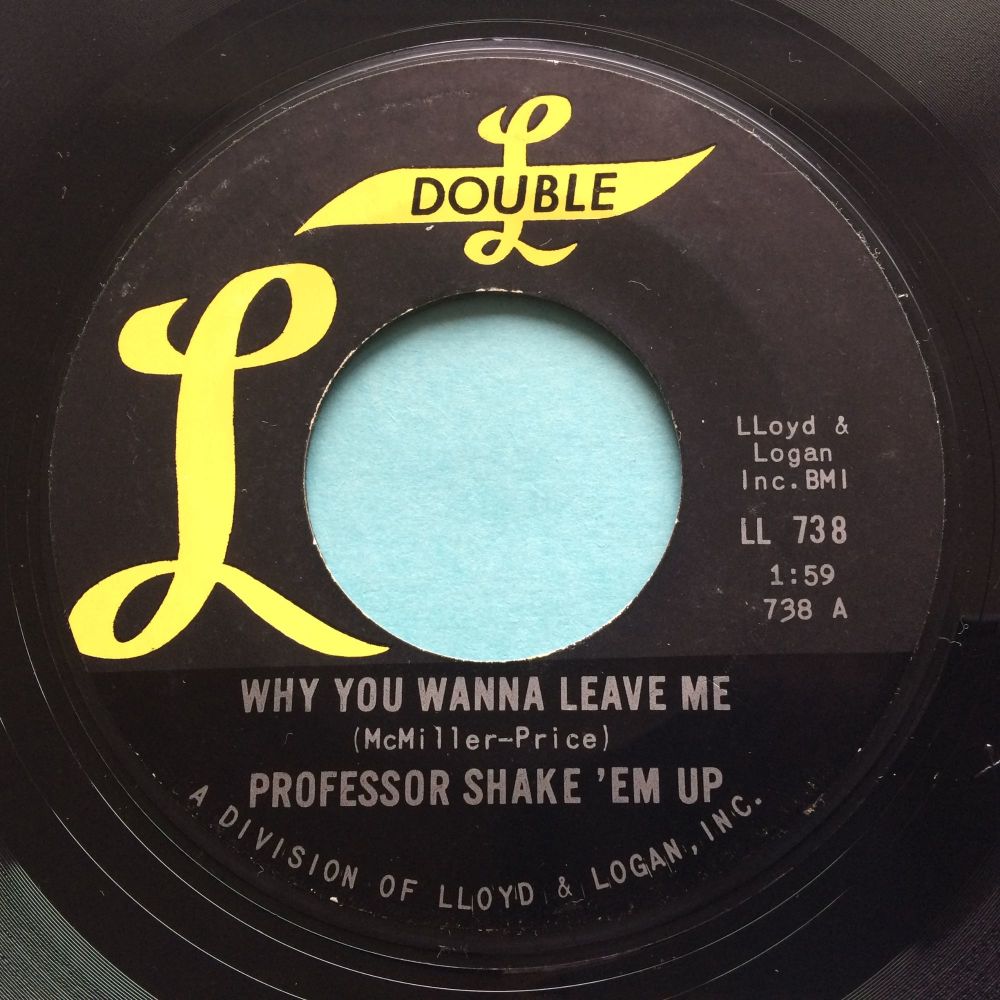 L
DOUBLE
L
LLoyd &
Logan
Inc. BMI
LL 738
1:59
738 A
WHY YOU WANNA LEAVE ME
(McMiller-Price)
PROFESSOR SHAKE 'EM UP
A DIVISION OF LLOYD & LOGAN, INC.